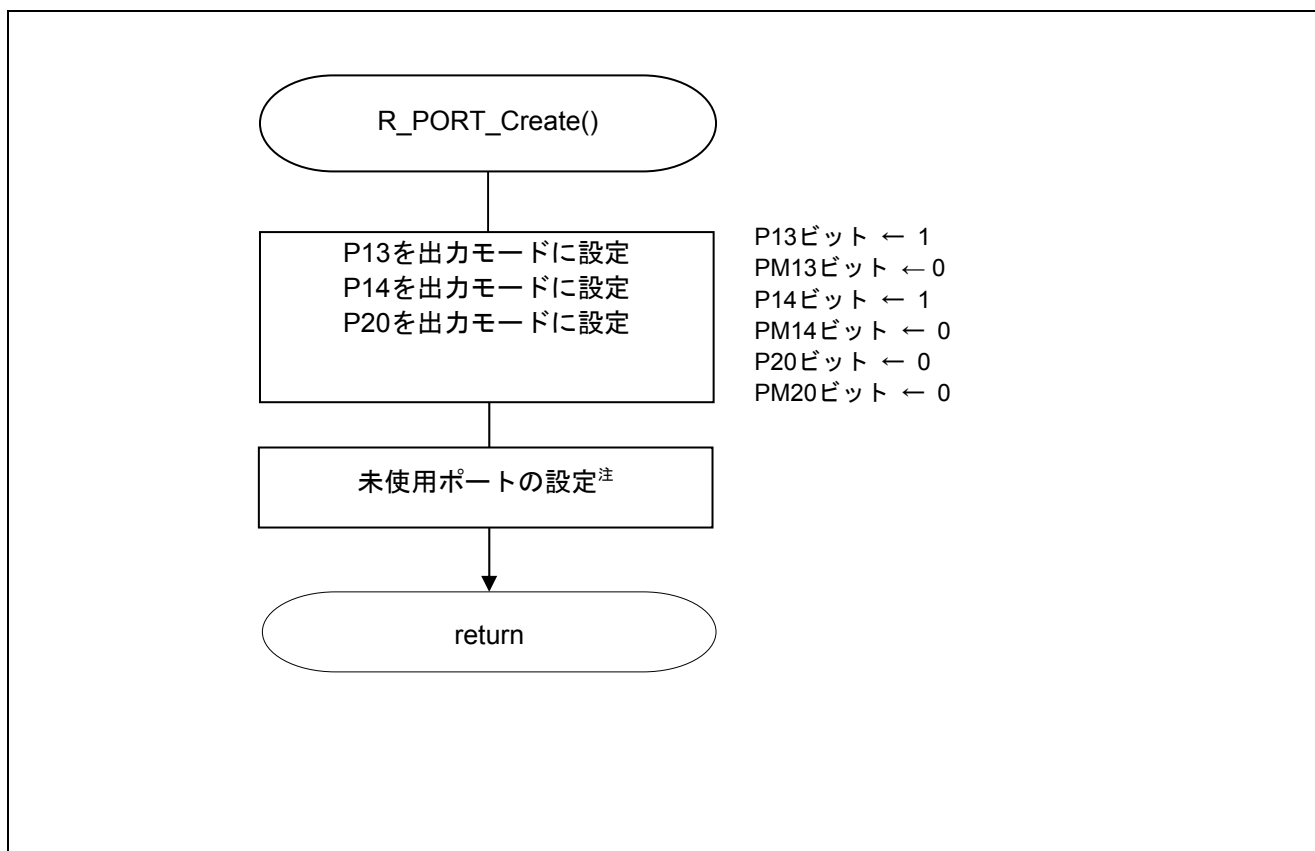 R_PORT_Create()
P13を出力モードに設定
P14を出力モードに設定
P20を出力モードに設定
P13ビット ← 1
PM13ビット ← 0
P14ビット ← 1
PM14ビット ← 0
P20ビット ← 0
PM20ビット ← 0
未使用ポートの設定注
return